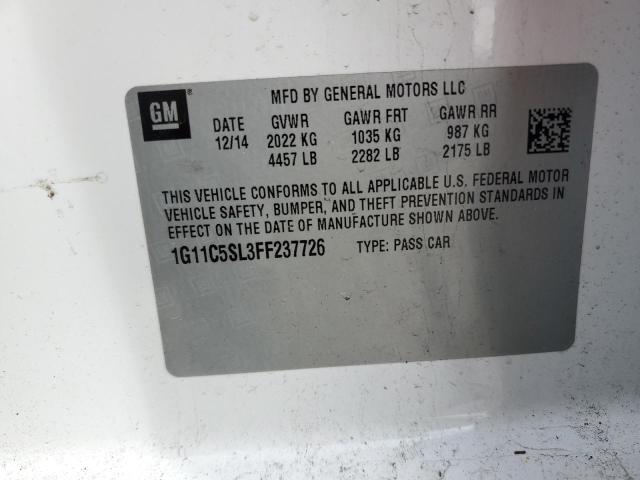 GM
MFD BY GENERAL MOTORS LLC
DATE GVWR GAWR FRT GAWR RR
12/14 2022 KG 1035 KG 987 KG
4457 LB 2282 LB 2175 LB
THIS VEHICLE CONFORMS TO ALL APPLICABLE U.S. FEDERAL MOTOR
VEHICLE SAFETY, BUMPER, AND THEFT PREVENTION STANDARDS IN
EFFECT ON THE DATE OF MANUFACTURE SHOWN ABOVE.
1G11C5SL3FF237726 TYPE: PASS CAR